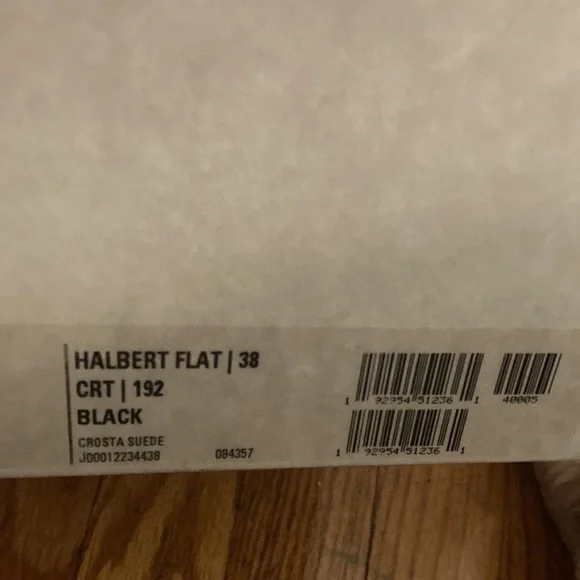 HALBERT FLAT | 38
CRT | 192
BLACK
CROSTA SUEDE
J00012234438 084357
1 92954 51236 1 40005
1 92954 51236 1